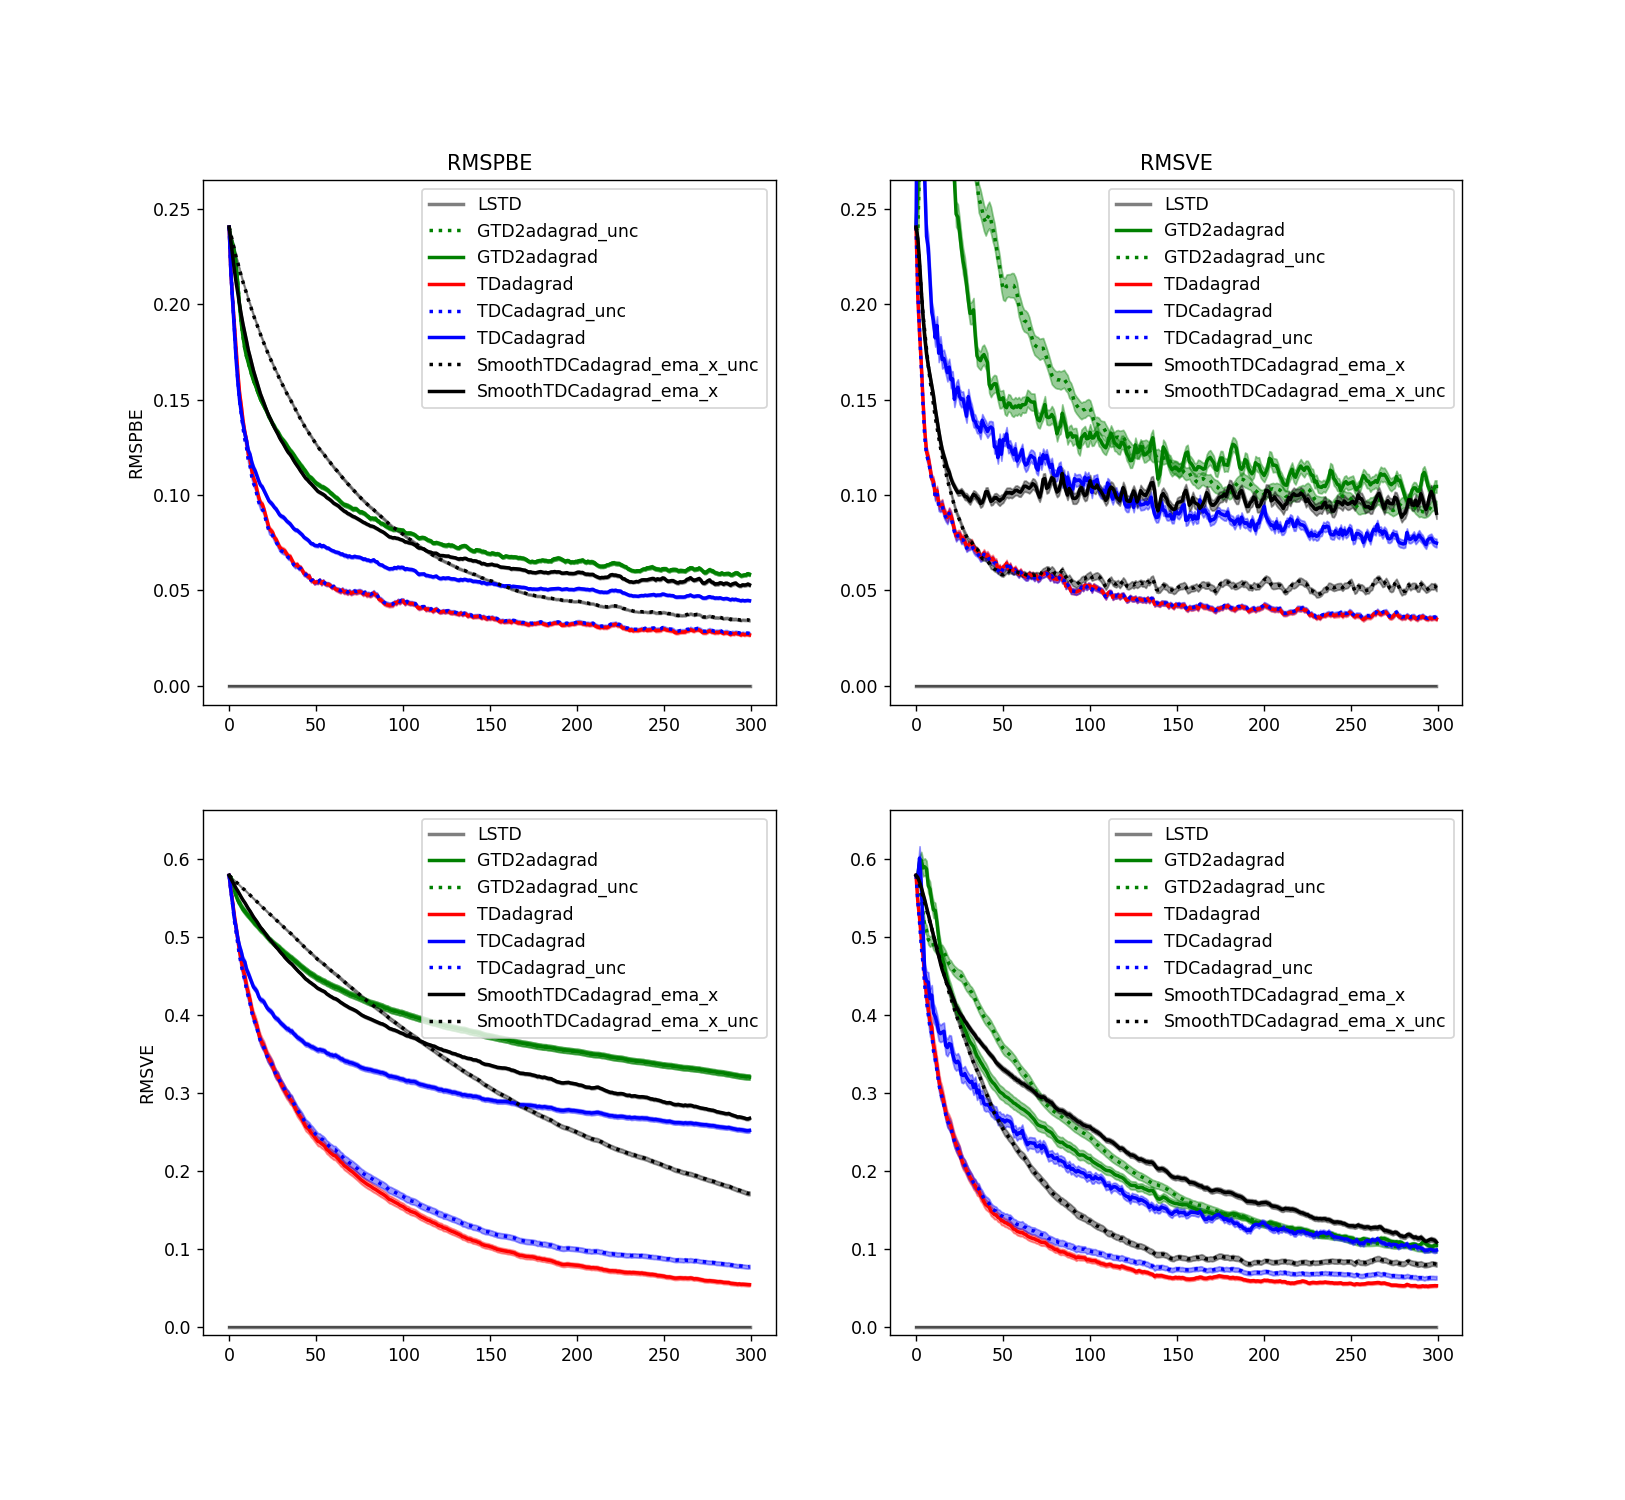 RMSPBE
RMSVE
RMSPBE
0.25
0.20
0.15
0.10
0.05
0.00
0 50 100 150 200 250 300
LSTD
GTD2adagrad_unc
GTD2adagrad
TDadagrad
TDCadagrad_unc
TDCadagrad
SmoothTDCadagrad_ema_x_unc
SmoothTDCadagrad_ema_x
0.25
0.20
0.15
0.10
0.05
0.00
0 50 100 150 200 250 300
LSTD
GTD2adagrad
GTD2adagrad_unc
TDadagrad
TDCadagrad
TDCadagrad_unc
SmoothTDCadagrad_ema_x
SmoothTDCadagrad_ema_x_unc
RMSVE
0.6
0.5
0.4
0.3
0.2
0.1
0.0
0 50 100 150 200 250 300
LSTD
GTD2adagrad
GTD2adagrad_unc
TDadagrad
TDCadagrad
TDCadagrad_unc
SmoothTDCadagrad_ema_x
SmoothTDCadagrad_ema_x_unc
0.6
0.5
0.4
0.3
0.2
0.1
0.0
0 50 100 150 200 250 300
LSTD
GTD2adagrad
GTD2adagrad_unc
TDadagrad
TDCadagrad
TDCadagrad_unc
SmoothTDCadagrad_ema_x
SmoothTDCadagrad_ema_x_unc